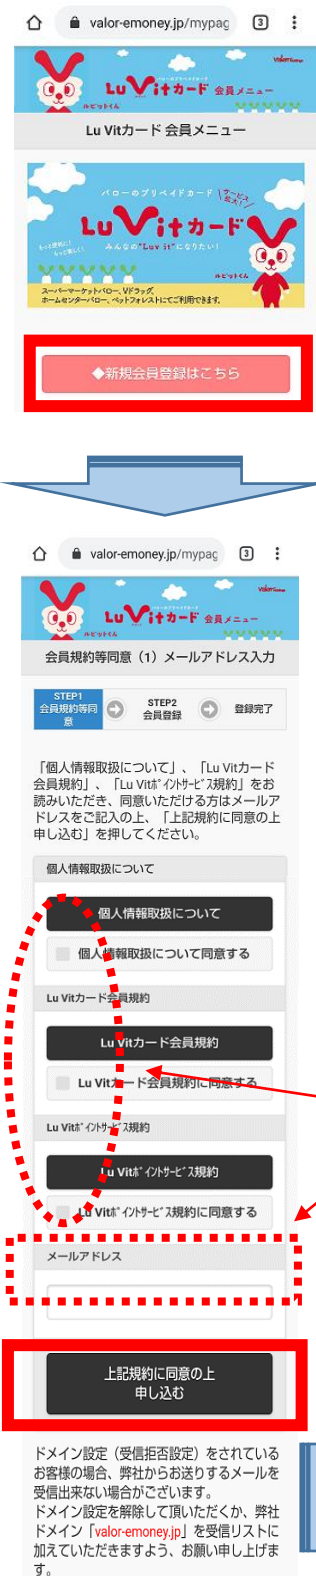 valor-emoney.jp/mypag
3
バローのプリペイドカード
Lu Vitカード 会員メニュー
ルビットくん
Lu Vitカード 会員メニュー
バローのプリペイドカード
サービス拡大!
Lu Vitカード
もっと便利に!
もっと楽しく!
みんなの"Luv it"になりたい!
ルビットくん
スーパーマーケットバロー、Vドラッグ、
ホームセンターバロー、ペットフォレストにてご利用できます。
◆新規会員登録はこちら
valor-emoney.jp/mypag
3
Lu Vitカード 会員メニュー
ルビットくん
会員規約等同意（1）メールアドレス入力
STEP1
会員規約等同
意
STEP2
会員登録
登録完了
「個人情報取扱について」、「Lu Vitカード
会員規約」、「Lu Vitﾎﾟｲﾝﾄｻｰﾋﾞｽ規約」をお
読みいただき、同意いただける方はメールア
ドレスをご記入の上、「上記規約に同意の上
申し込む」を押してください。
個人情報取扱について
個人情報取扱について
個人情報取扱について同意する
Lu Vitカード会員規約
Lu Vitカード会員規約
Lu Vitカード会員規約に同意する
Lu Vitﾎﾟｲﾝﾄｻｰﾋﾞｽ規約
Lu Vitﾎﾟｲﾝﾄｻｰﾋﾞｽ規約
Lu Vitﾎﾟｲﾝﾄｻｰﾋﾞｽ規約に同意する
メールアドレス
上記規約に同意の上
申し込む
ドメイン設定（受信拒否設定）をされている
お客様の場合、弊社からお送りするメールを
受信出来ない場合がございます。
ドメイン設定を解除して頂いただくか、弊社
ドメイン「valor-emoney.jp」を受信リストに
加えていただきますよう、お願い申し上げま
す。